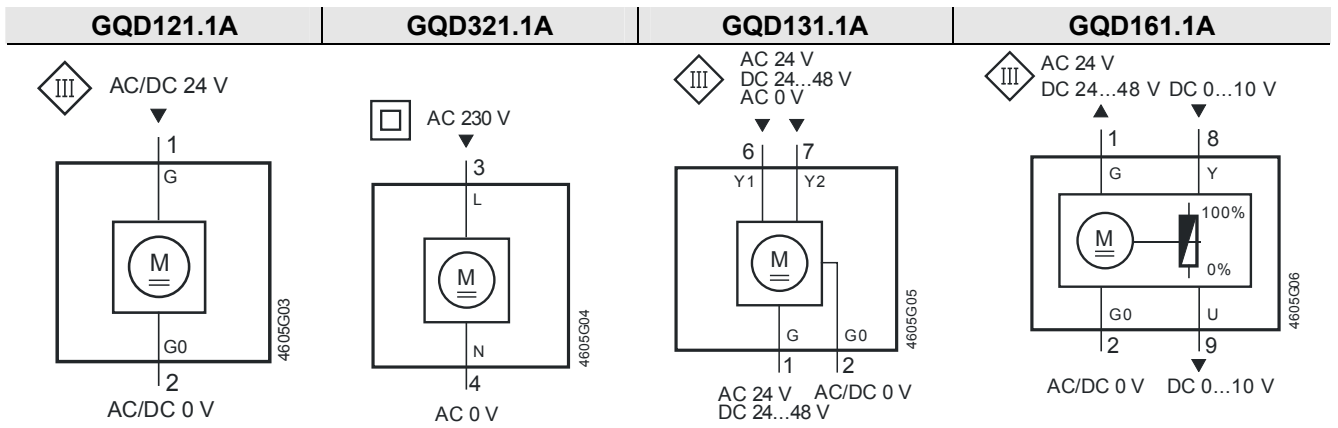 GQD121.1A
GQD321.1A
GQD131.1A
GQD161.1A
III
AC/DC 24 V
1
G
M
G0
2
AC/DC 0 V
4605G03
AC 230 V
3
L
M
N
4
AC 0 V
4605G04
III
AC 24 V
DC 24...48 V
AC 0 V
6 7
Y1 Y2
M
G G0
1 2
AC 24 V AC/DC 0 V
DC 24...48 V
4605G05
III
AC 24 V
DC 24...48 V DC 0...10 V
1 8
G Y
100%
M
0%
G0 U
2 9
AC/DC 0 V DC 0...10 V
4605G06